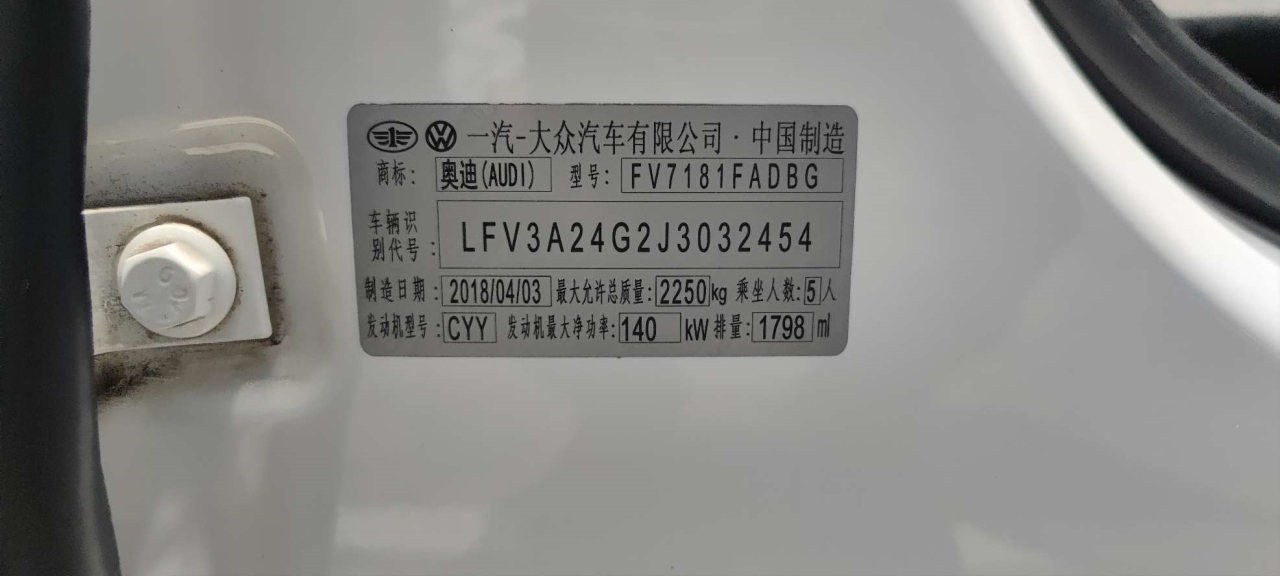 一汽-大众汽车有限公司·中国制造
商标: 奥迪(AUDI) 型号: FV7181FADBG
车辆识别代号: LFV3A24G2J3032454
制造日期: 2018/04/03 最大允许总质量: 2250 kg 乘坐人数: 5 人
发动机型号: CYY 发动机最大净功率: 140 kW 排量: 1798 ml